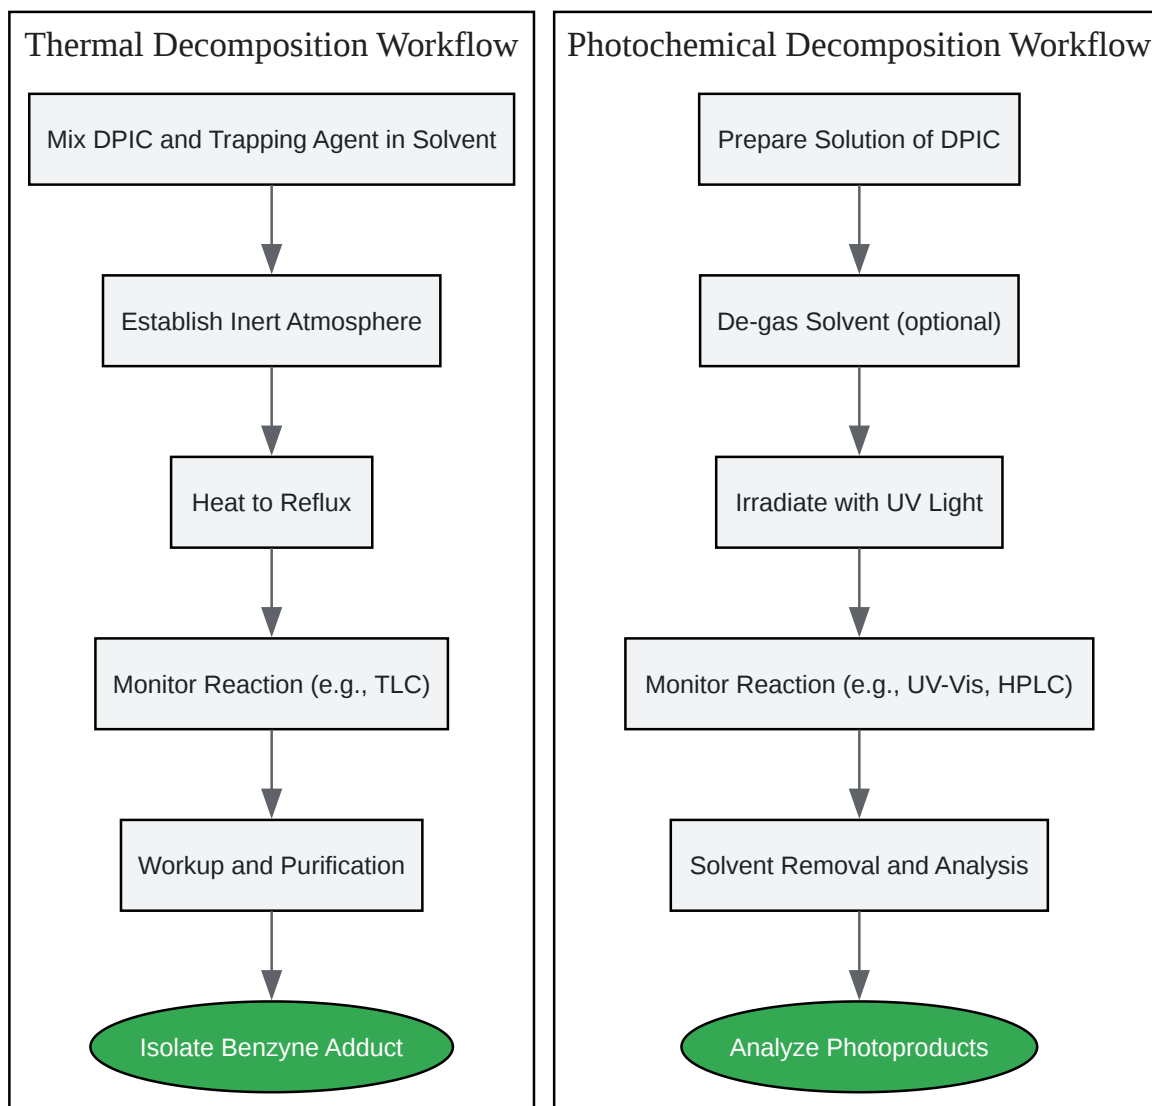 Thermal Decomposition Workflow
Mix DPIC and Trapping Agent in Solvent
Establish Inert Atmosphere
Heat to Reflux
Monitor Reaction (e.g., TLC)
Workup and Purification
Isolate Benzyne Adduct
Photochemical Decomposition Workflow
Prepare Solution of DPIC
De-gas Solvent (optional)
Irradiate with UV Light
Monitor Reaction (e.g., UV-Vis, HPLC)
Solvent Removal and Analysis
Analyze Photoproducts